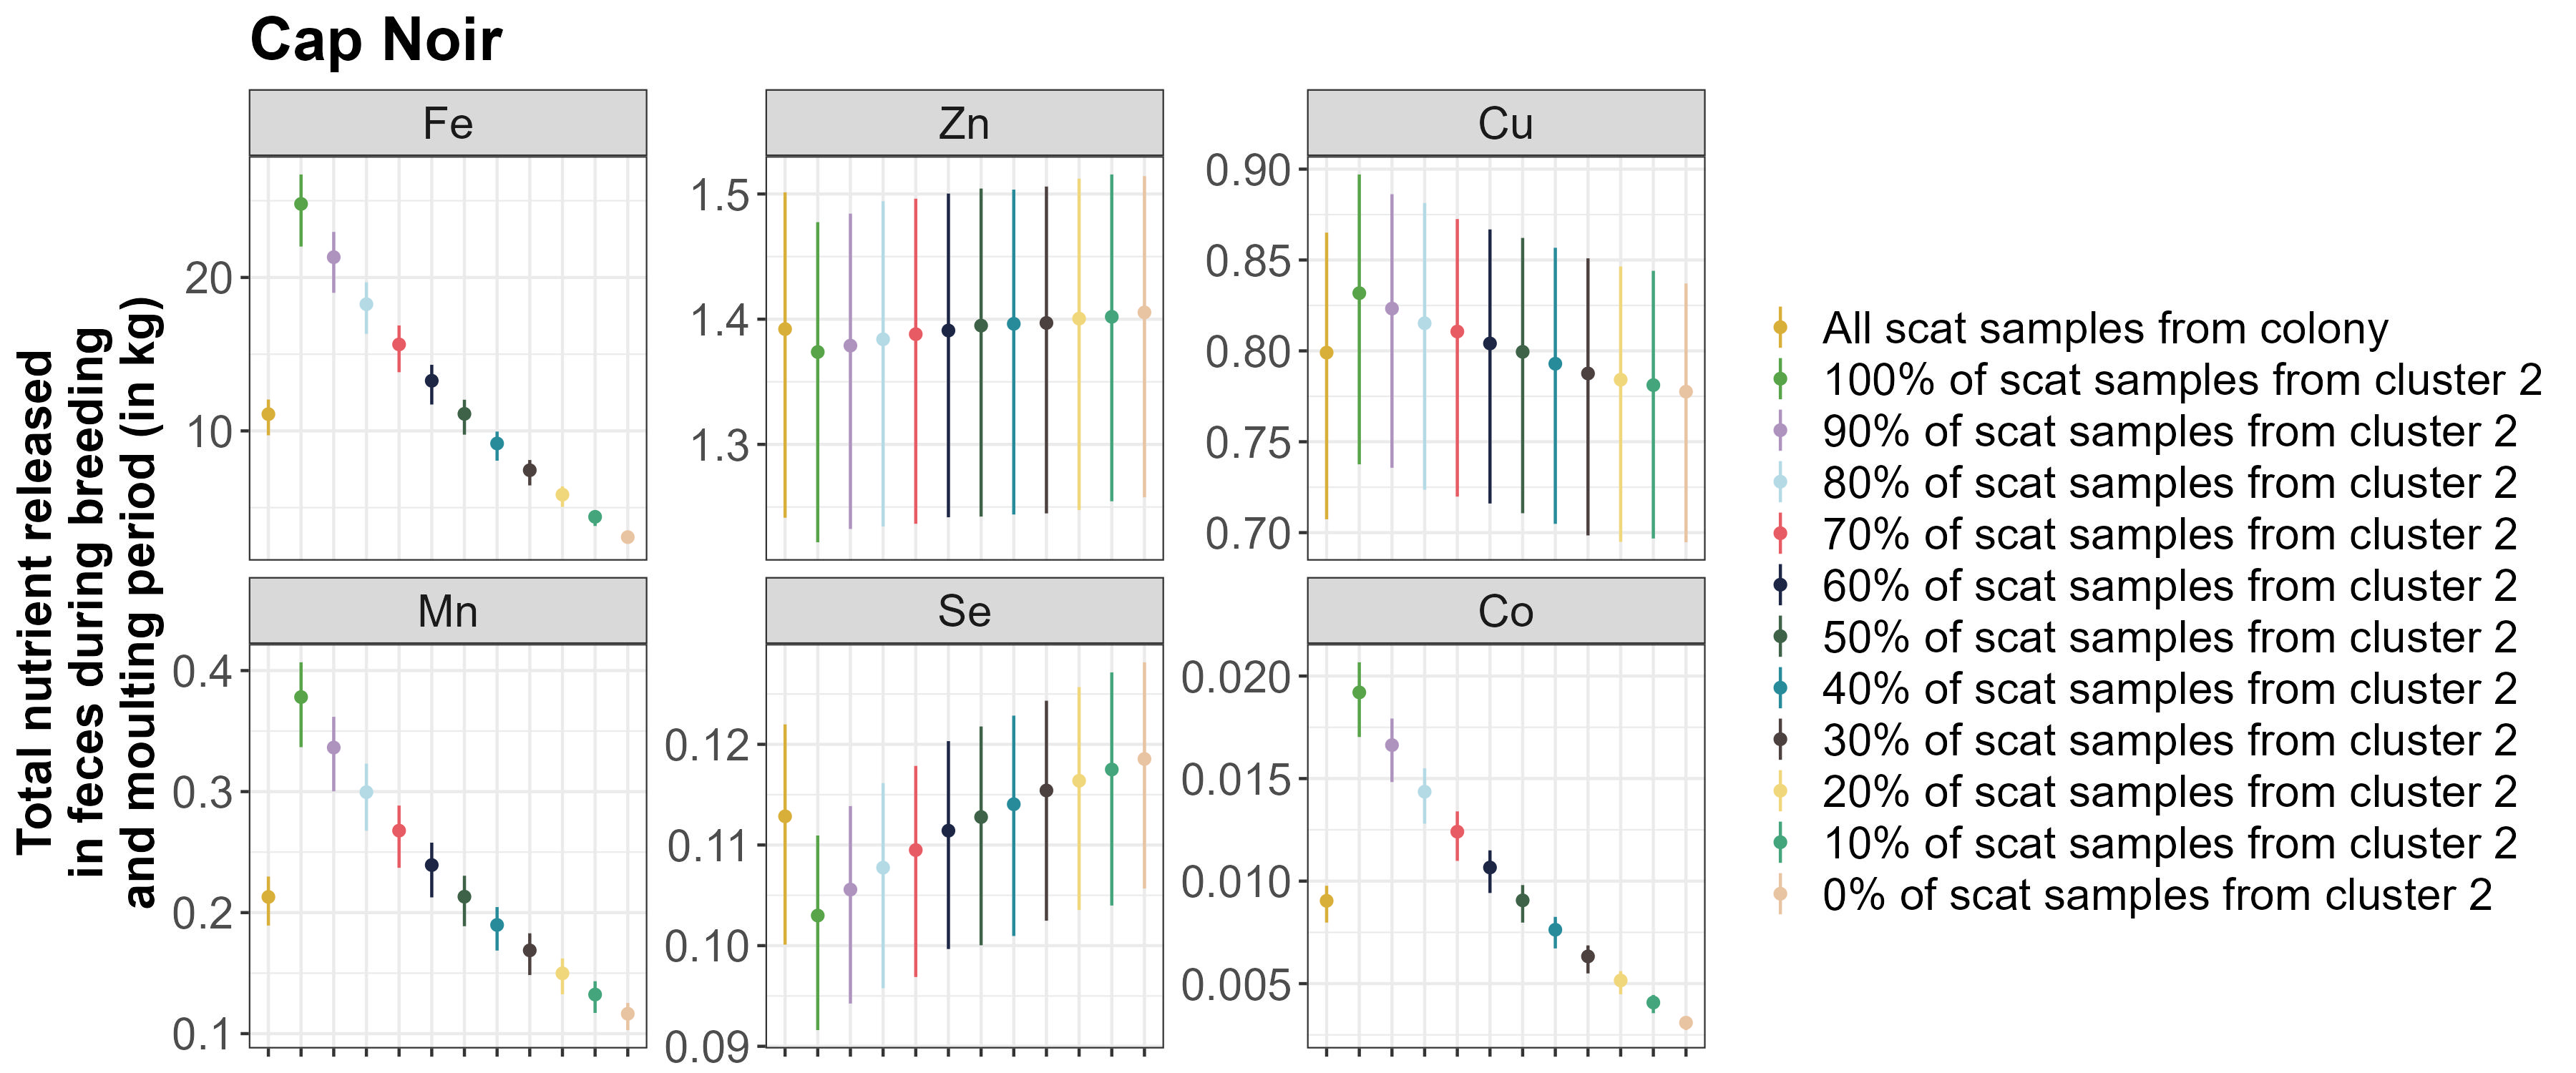 Cap Noir
Total nutrient released
in feces during breeding
and moulting period (in kg)
Fe
20
10
Zn
1.5
1.4
1.3
Cu
0.90
0.85
0.80
0.75
0.70
Mn
0.4
0.3
0.2
0.1
Se
0.12
0.11
0.10
0.09
Co
0.020
0.015
0.010
0.005
All scat samples from colony
100% of scat samples from cluster 2
90% of scat samples from cluster 2
80% of scat samples from cluster 2
70% of scat samples from cluster 2
60% of scat samples from cluster 2
50% of scat samples from cluster 2
40% of scat samples from cluster 2
30% of scat samples from cluster 2
20% of scat samples from cluster 2
10% of scat samples from cluster 2
0% of scat samples from cluster 2